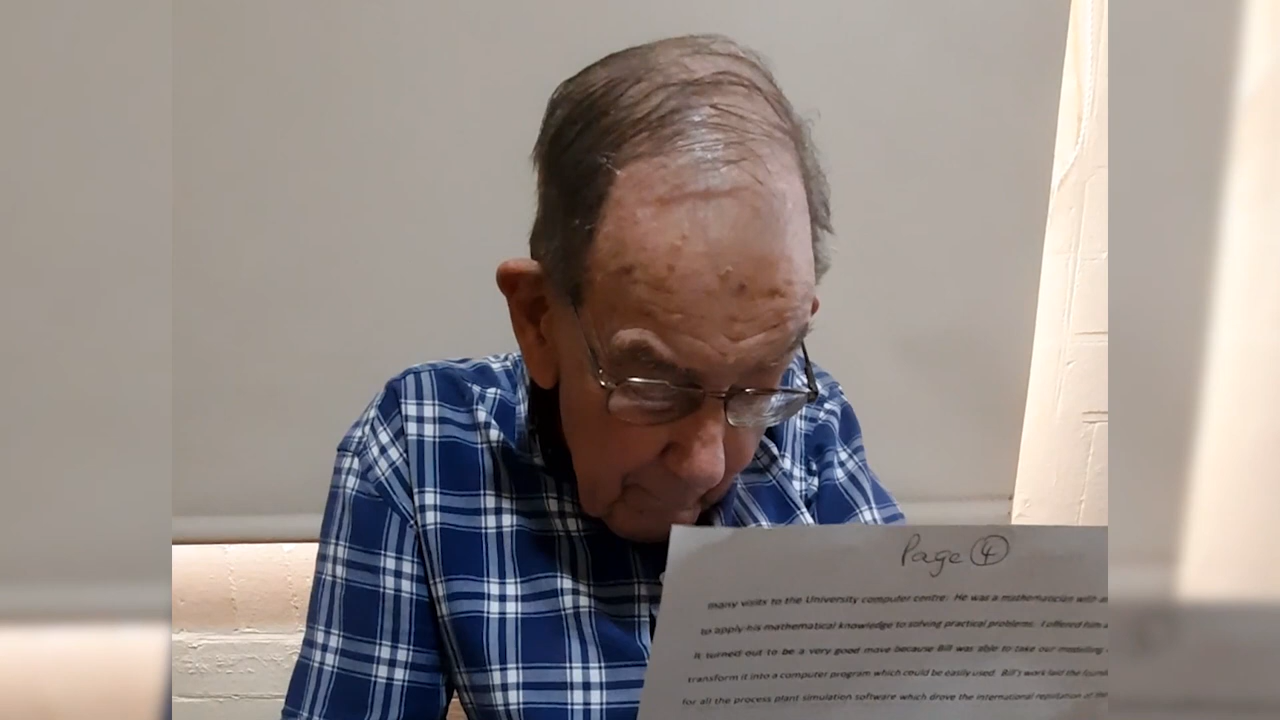 Page 4
many visits to the University computer centre. He was a mathematician with
to apply his mathematical knowledge to solving practical problems. I offered him
it turned out to be a very good move because Bill was able to take our modelling
transform it into a computer program which could be easily used. Bill's work laid the
for all the process plant simulation software which drove the international reputation of